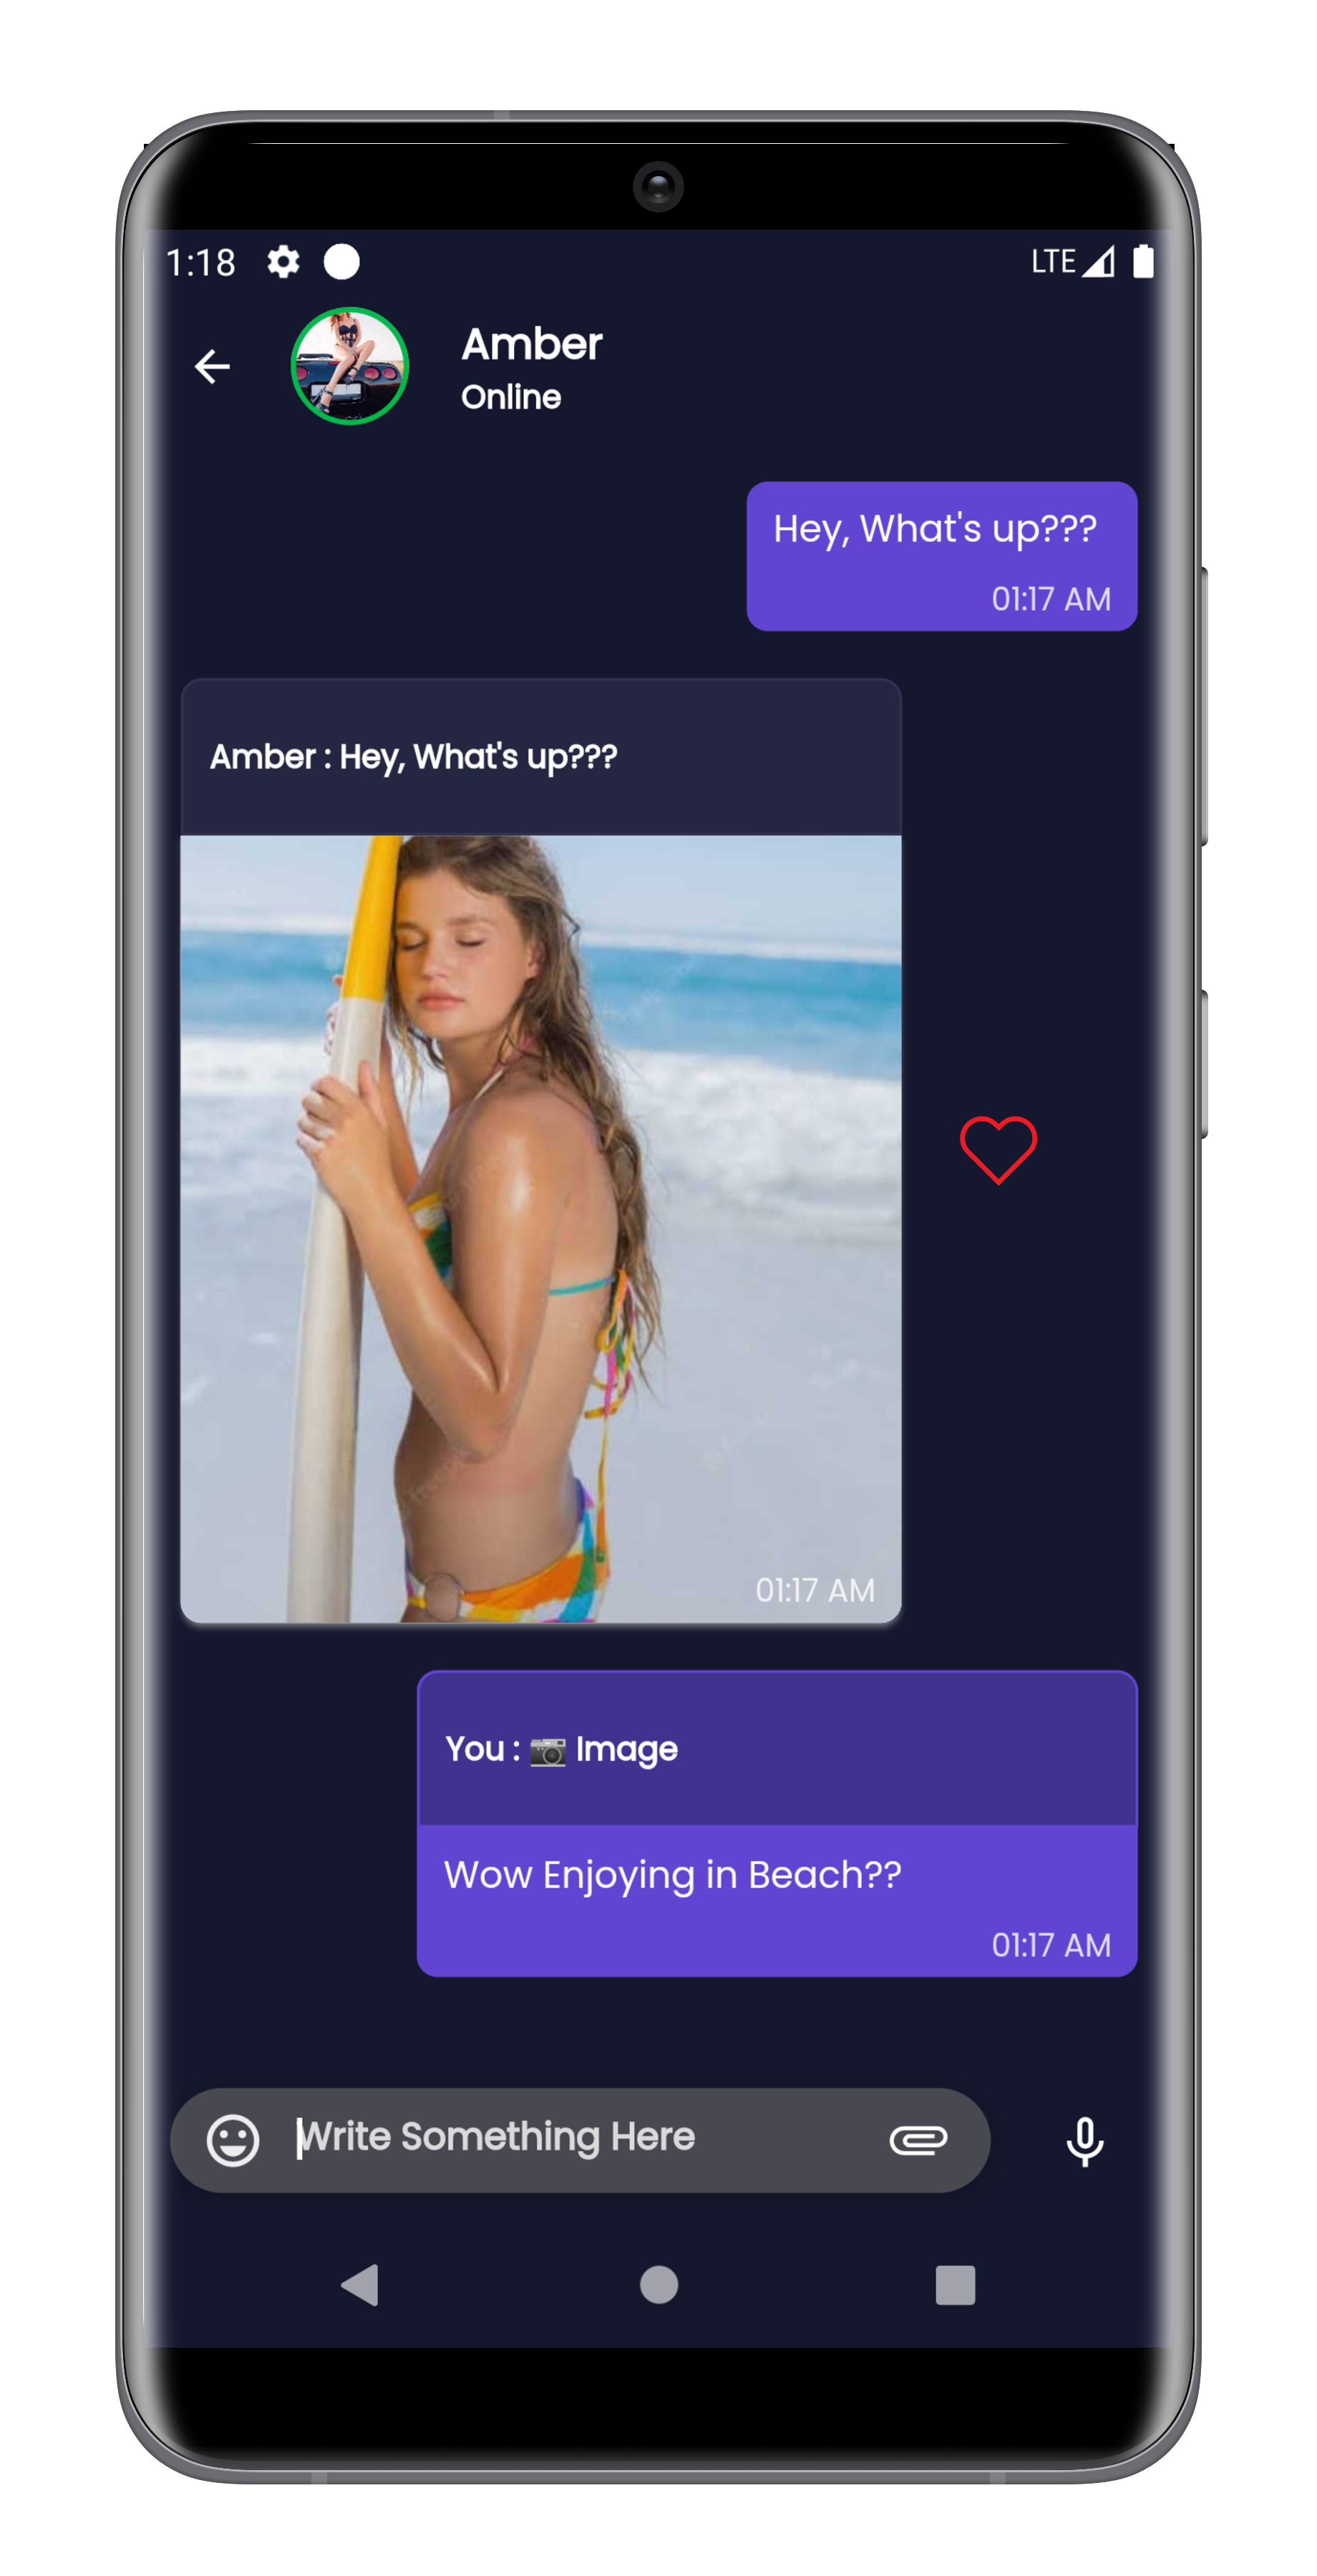 1:18 LTE
Amber
Online
Hey, What's up???
01:17 AM
Amber : Hey, What's up???
01:17 AM
You : 📷 Image
Wow Enjoying in Beach??
01:17 AM
Write Something Here